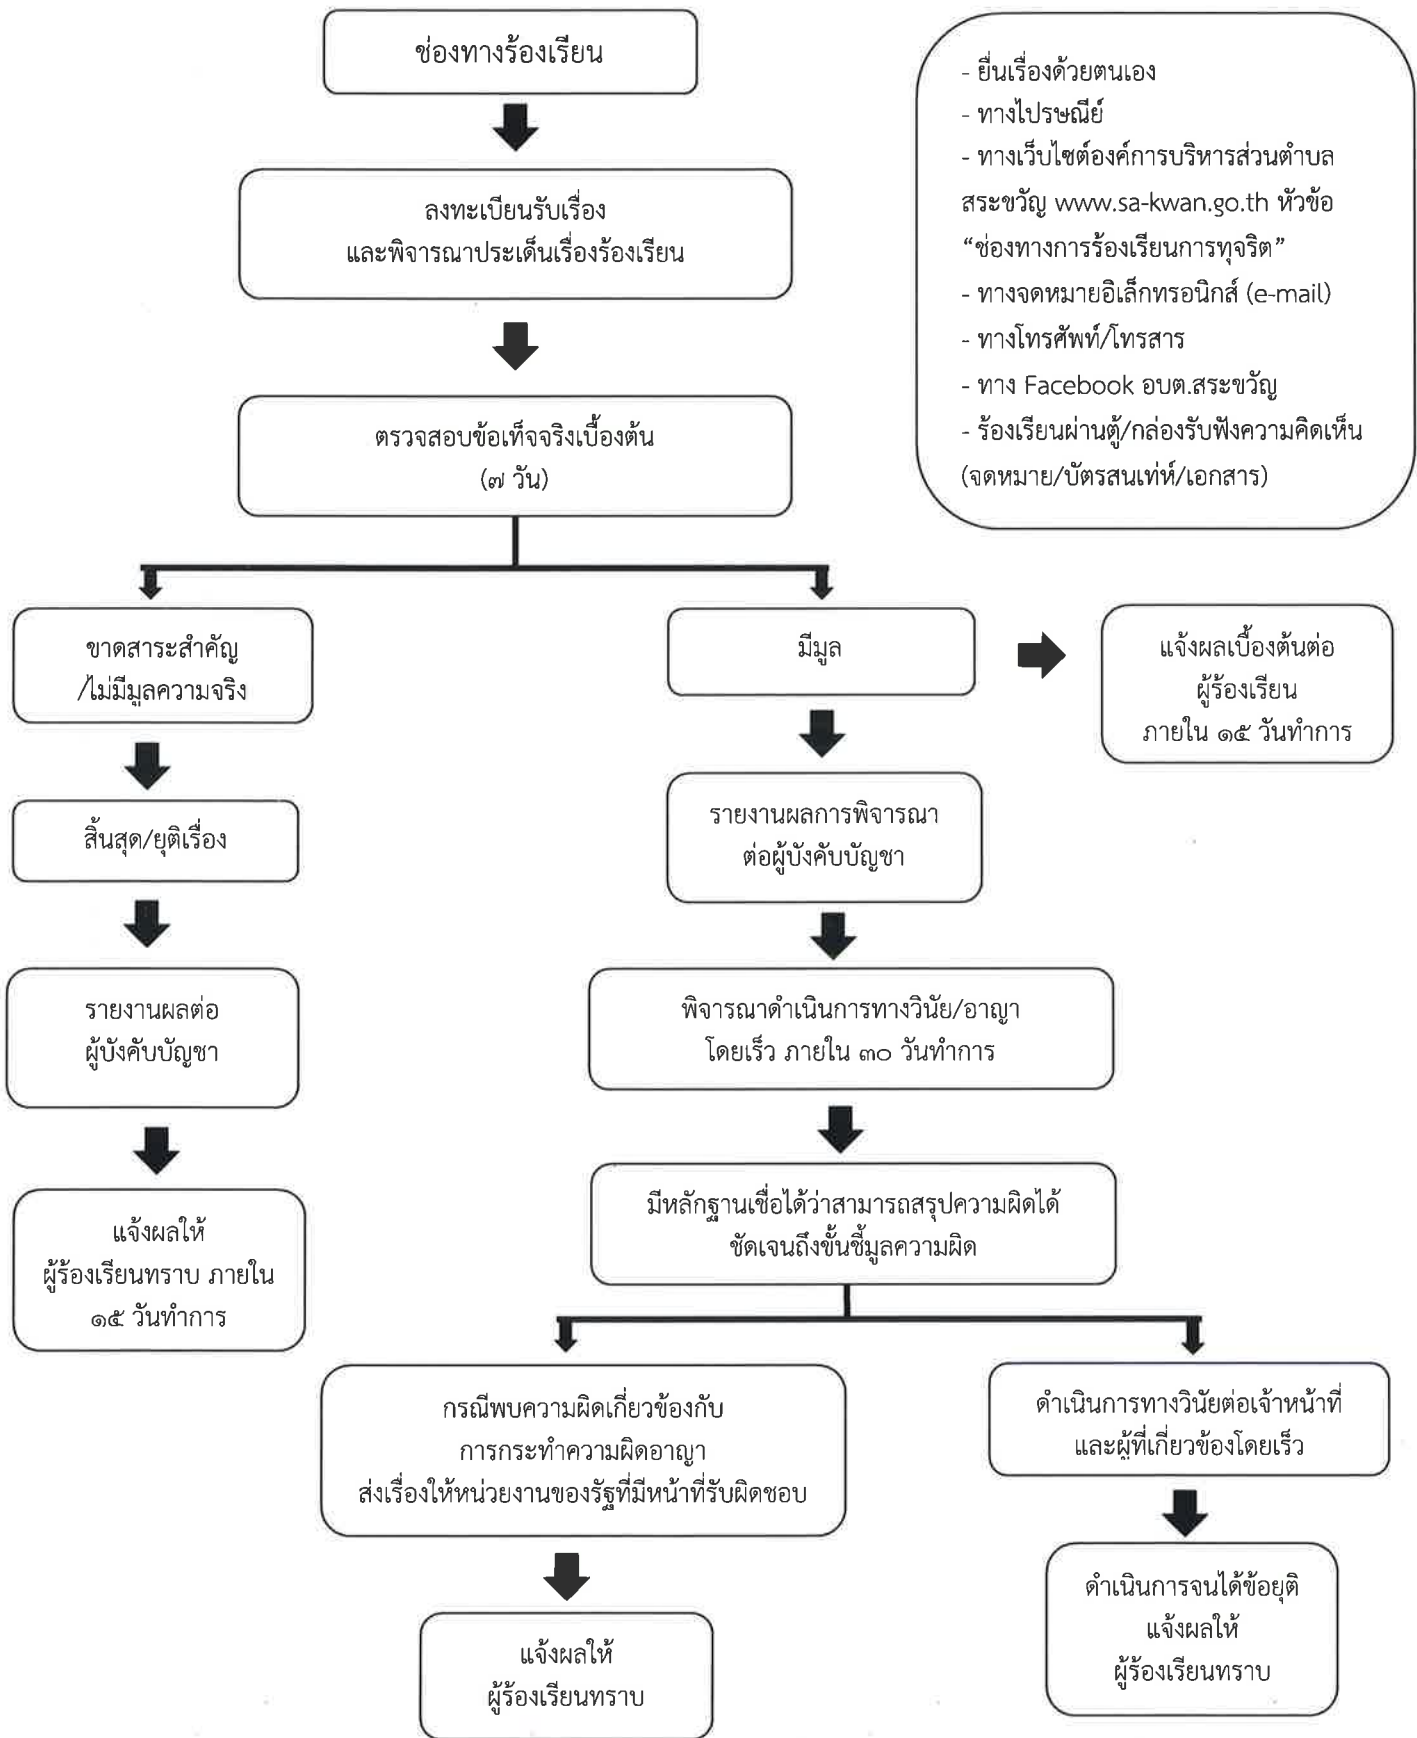 ช่องทางร้องเรียน
- ยื่นเรื่องด้วยตนเอง
- ทางไปรษณีย์
- ทางเว็บไซต์องค์การบริหารส่วนตำบล
สระขวัญ www.sa-kwan.go.th หัวข้อ
“ช่องทางการร้องเรียนการทุจริต”
- ทางจดหมายอิเล็กทรอนิกส์ (e-mail)
- ทางโทรศัพท์/โทรสาร
- ทาง Facebook อบต.สระขวัญ
- ร้องเรียนผ่านตู้/กล่องรับฟังความคิดเห็น
(จดหมาย/บัตรสนเท่ห์/เอกสาร)
ลงทะเบียนรับเรื่อง
และพิจารณาประเด็นเรื่องร้องเรียน
ตรวจสอบข้อเท็จจริงเบื้องต้น
(๗ วัน)
ขาดสาระสำคัญ
/ไม่มีมูลความจริง
สิ้นสุด/ยุติเรื่อง
รายงานผลต่อ
ผู้บังคับบัญชา
แจ้งผลให้
ผู้ร้องเรียนทราบ ภายใน
๑๕ วันทำการ
มีมูล
แจ้งผลเบื้องต้นต่อ
ผู้ร้องเรียน
ภายใน ๑๕ วันทำการ
รายงานผลการพิจารณา
ต่อผู้บังคับบัญชา
พิจารณาดำเนินการทางวินัย/อาญา
โดยเร็ว ภายใน ๓๐ วันทำการ
มีหลักฐานเชื่อได้ว่าสามารถสรุปความผิดได้
ชัดเจนถึงขั้นชี้มูลความผิด
กรณีพบความผิดเกี่ยวข้องกับ
การกระทำความผิดอาญา
ส่งเรื่องให้หน่วยงานของรัฐที่มีหน้าที่รับผิดชอบ
แจ้งผลให้
ผู้ร้องเรียนทราบ
ดำเนินการทางวินัยต่อเจ้าหน้าที่
และผู้ที่เกี่ยวข้องโดยเร็ว
ดำเนินการจนได้ข้อยุติ
แจ้งผลให้
ผู้ร้องเรียนทราบ